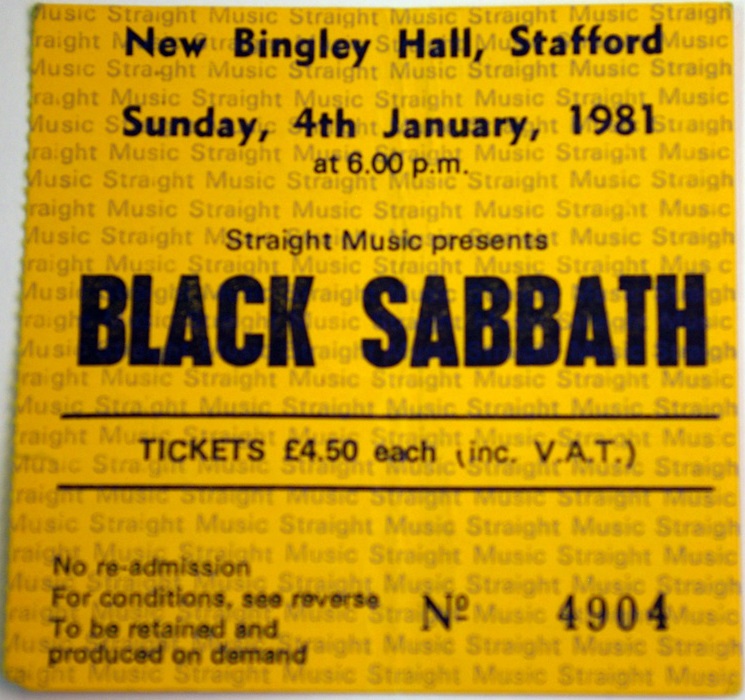 New Bingley Hall, Stafford
Sunday, 4th January, 1981
at 6.00 p.m.
Straight Music presents
BLACK SABBATH
TICKETS £4.50 each (inc. V.A.T.)
No re-admission
For conditions, see reverse
To be retained and
produced on demand
Nº 4904